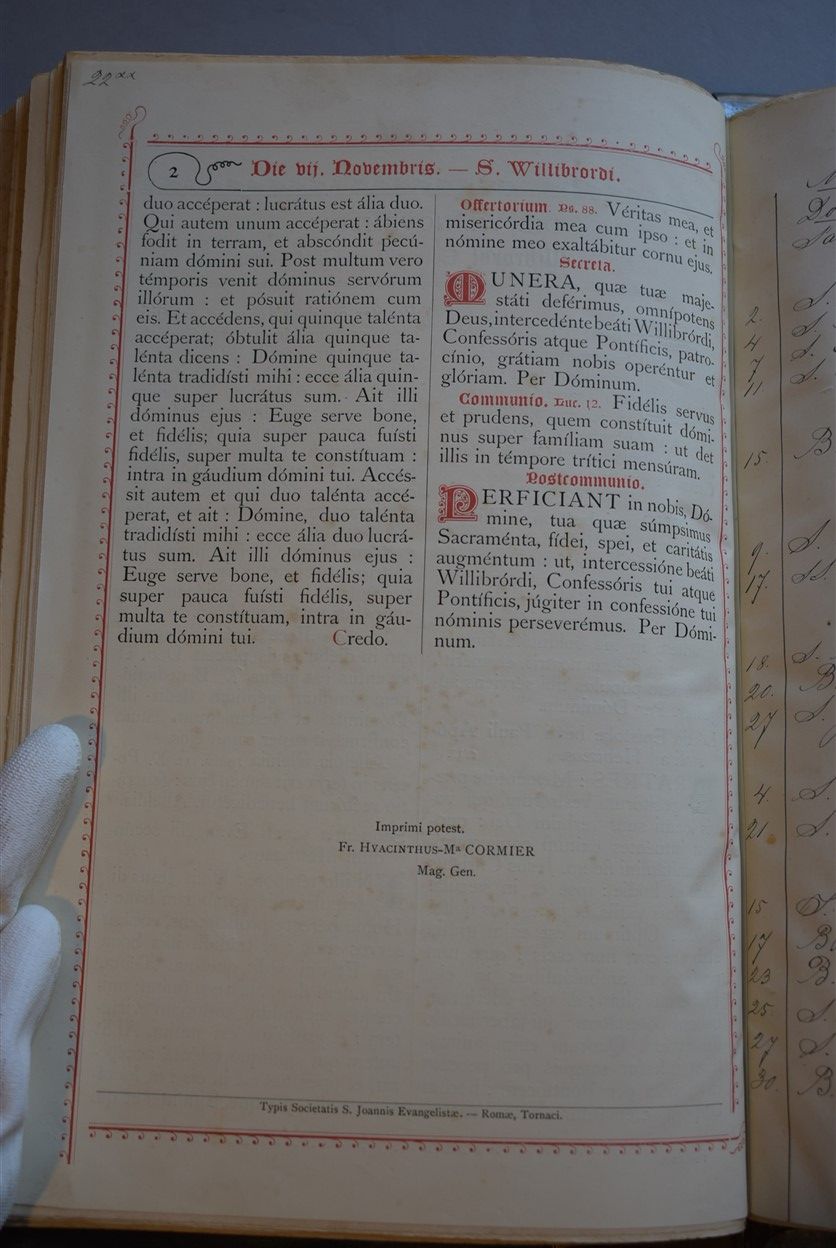 22
2
Die vij. Novembris. — S. Willibrordi.
duo accéperat : lucrátus est ália duo.
Qui autem unum accéperat : ábiens
fodit in terram, et abscóndit pecú-
niam dómini sui. Post multum vero
témporis venit dóminus servórum
illórum : et pósuit ratiónem cum
eis. Et accédens, qui quinque talénta
accéperat; óbtulit ália quinque ta-
lénta dicens : Dómine quinque ta-
lénta tradidísti mihi : ecce ália quin-
que super lucrátus sum. Ait illi
dóminus ejus : Euge serve bone,
et fidélis; quia super pauca fuísti
fidélis, super multa te constítuam :
intra in gáudium dómini tui. Accés-
sit autem et qui duo talénta accé-
perat, et ait : Dómine, duo talénta
tradidísti mihi : ecce ália duo lucrá-
tus sum. Ait illi dóminus ejus :
Euge serve bone, et fidélis; quia
super pauca fuísti fidélis, super
multa te constítuam, intra in gáu-
dium dómini tui. Credo.
Offertorium. Ps. 88. Véritas mea, et
misericórdia mea cum ipso : et in
nómine meo exaltábitur cornu ejus.
Secreta.
MUNERA, quæ tuæ maje-
státi deférimus, omnípotens
Deus, intercedénte beáti Willibrórdi,
Confessóris atque Pontíficis, patro-
cínio, grátiam nobis operéntur et
glóriam. Per Dóminum.
Communio. Luc. 12. Fidélis servus
et prudens, quem constítuit dómi-
nus super famíliam suam : ut det
illis in témpore trítici mensúram.
Postcommunio.
PERFICIANT in nobis, Dó-
mine, tua quæ súmpsimus
Sacraménta, fídei, spei, et caritátis
augméntum : ut, intercessióne beáti
Willibrórdi, Confessóris tui atque
Pontíficis, júgiter in confessióne tui
nóminis perseverémus. Per Dómi-
num.
Imprimi potest.
Fr. HYACINTHUS-Mª CORMIER
Mag. Gen.
Typis Societatis S. Joannis Evangelistæ. — Romæ, Tornaci.
2. S.
4 S.
7 S.
11 S.
15. B
9. S.
17.
18. S.
20. B
27 S.
4. S.
21 S.
15 S.
17 B.
23 B.
25 S.
27 S.
30. B.